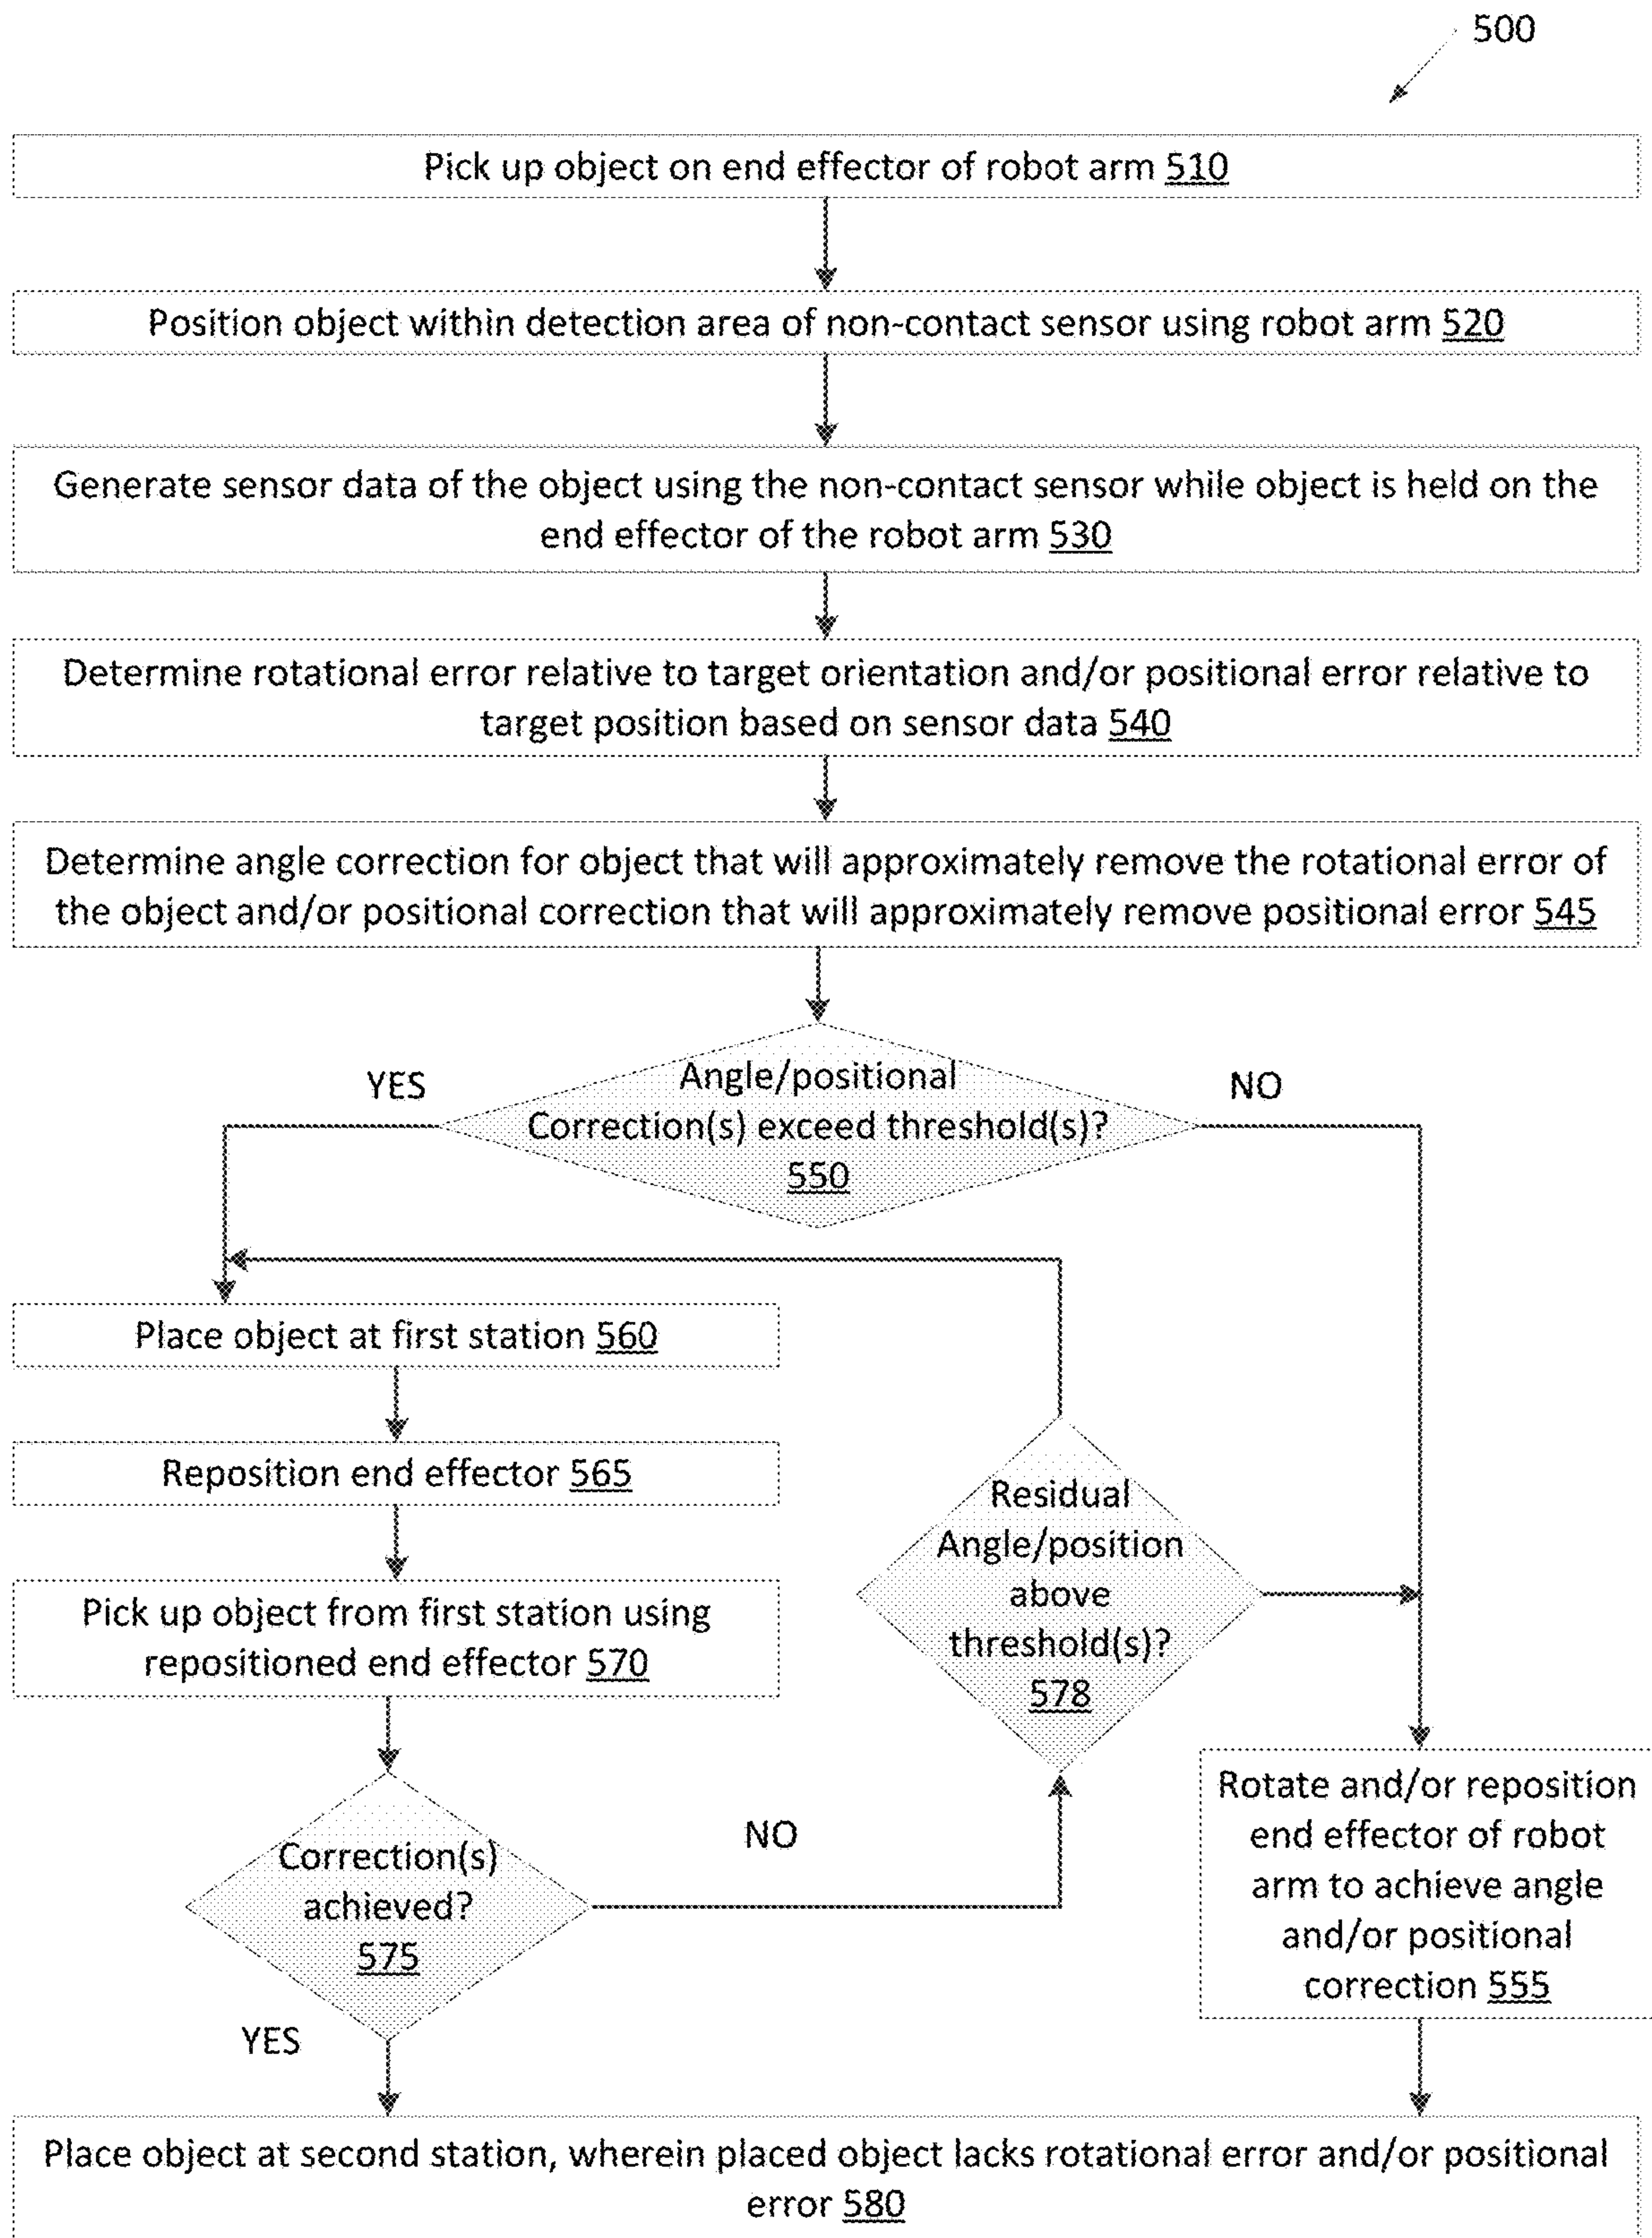 500
Pick up object on end effector of robot arm 510
Position object within detection area of non-contact sensor using robot arm 520
Generate sensor data of the object using the non-contact sensor while object is held on the
end effector of the robot arm 530
Determine rotational error relative to target orientation and/or positional error relative to
target position based on sensor data 540
Determine angle correction for object that will approximately remove the rotational error of
the object and/or positional correction that will approximately remove positional error 545
YES
Angle/positional
Correction(s) exceed threshold(s)?
550
NO
Place object at first station 560
Reposition end effector 565
Pick up object from first station using
repositioned end effector 570
Residual
Angle/position
above
threshold(s)?
578
Correction(s)
achieved?
575
NO
YES
Rotate and/or reposition
end effector of robot
arm to achieve angle
and/or positional
correction 555
Place object at second station, wherein placed object lacks rotational error and/or positional
error 580